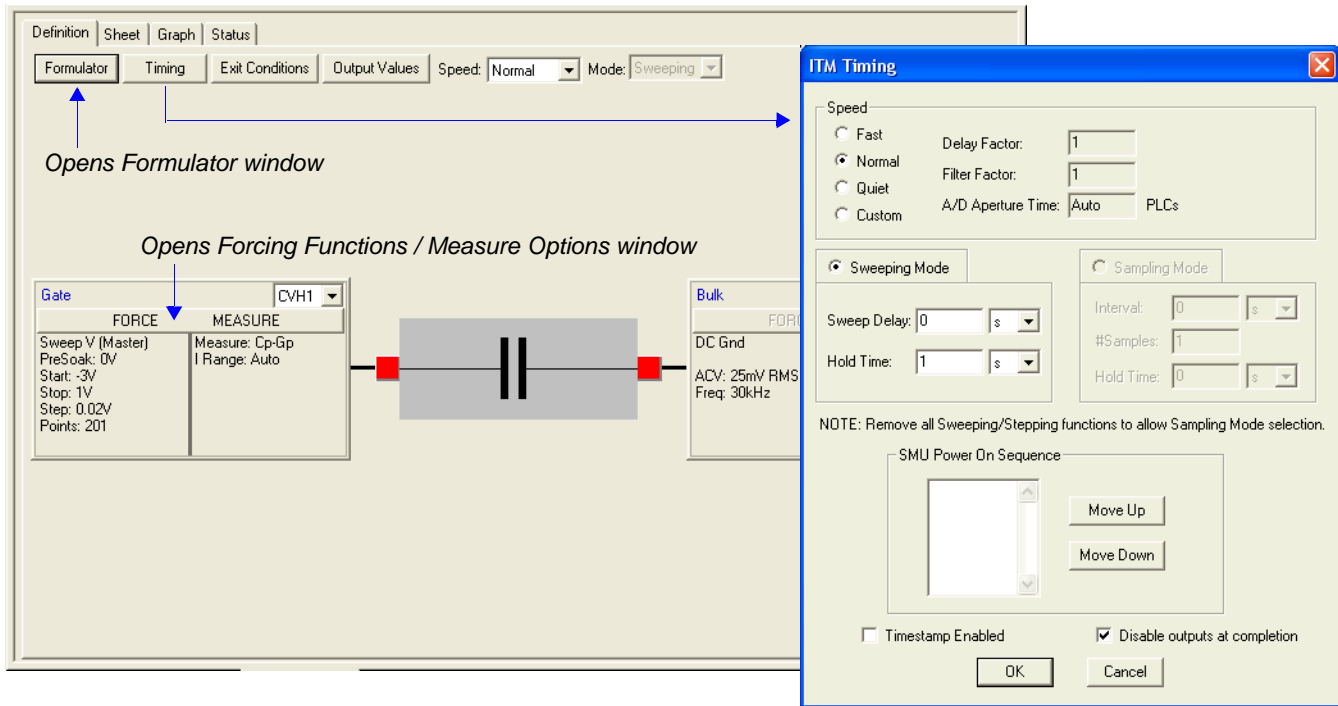 Definition Sheet Graph Status
Formulator Timing Exit Conditions Output Values Speed: Normal Mode: Sweeping
Opens Formulator window
Opens Forcing Functions / Measure Options window
Gate CVH1
FORCE MEASURE
Sweep V (Master)
PreSoak: 0V
Start: -3V
Stop: 1V
Step: 0.02V
Points: 201
Measure: Cp-Gp
I Range: Auto
Bulk
DC Gnd
ACV: 25mV RMS
Freq: 30kHz
ITM Timing
Speed
Fast
Normal
Quiet
Custom
Delay Factor: 1
Filter Factor: 1
A/D Aperture Time: Auto PLCs
Sweeping Mode
Sweep Delay: 0 s
Hold Time: 1 s
Sampling Mode
Interval: 0 s
#Samples: 1
Hold Time: 0 s
NOTE: Remove all Sweeping/Stepping functions to allow Sampling Mode selection.
SMU Power On Sequence
Move Up
Move Down
Timestamp Enabled
Disable outputs at completion
OK Cancel